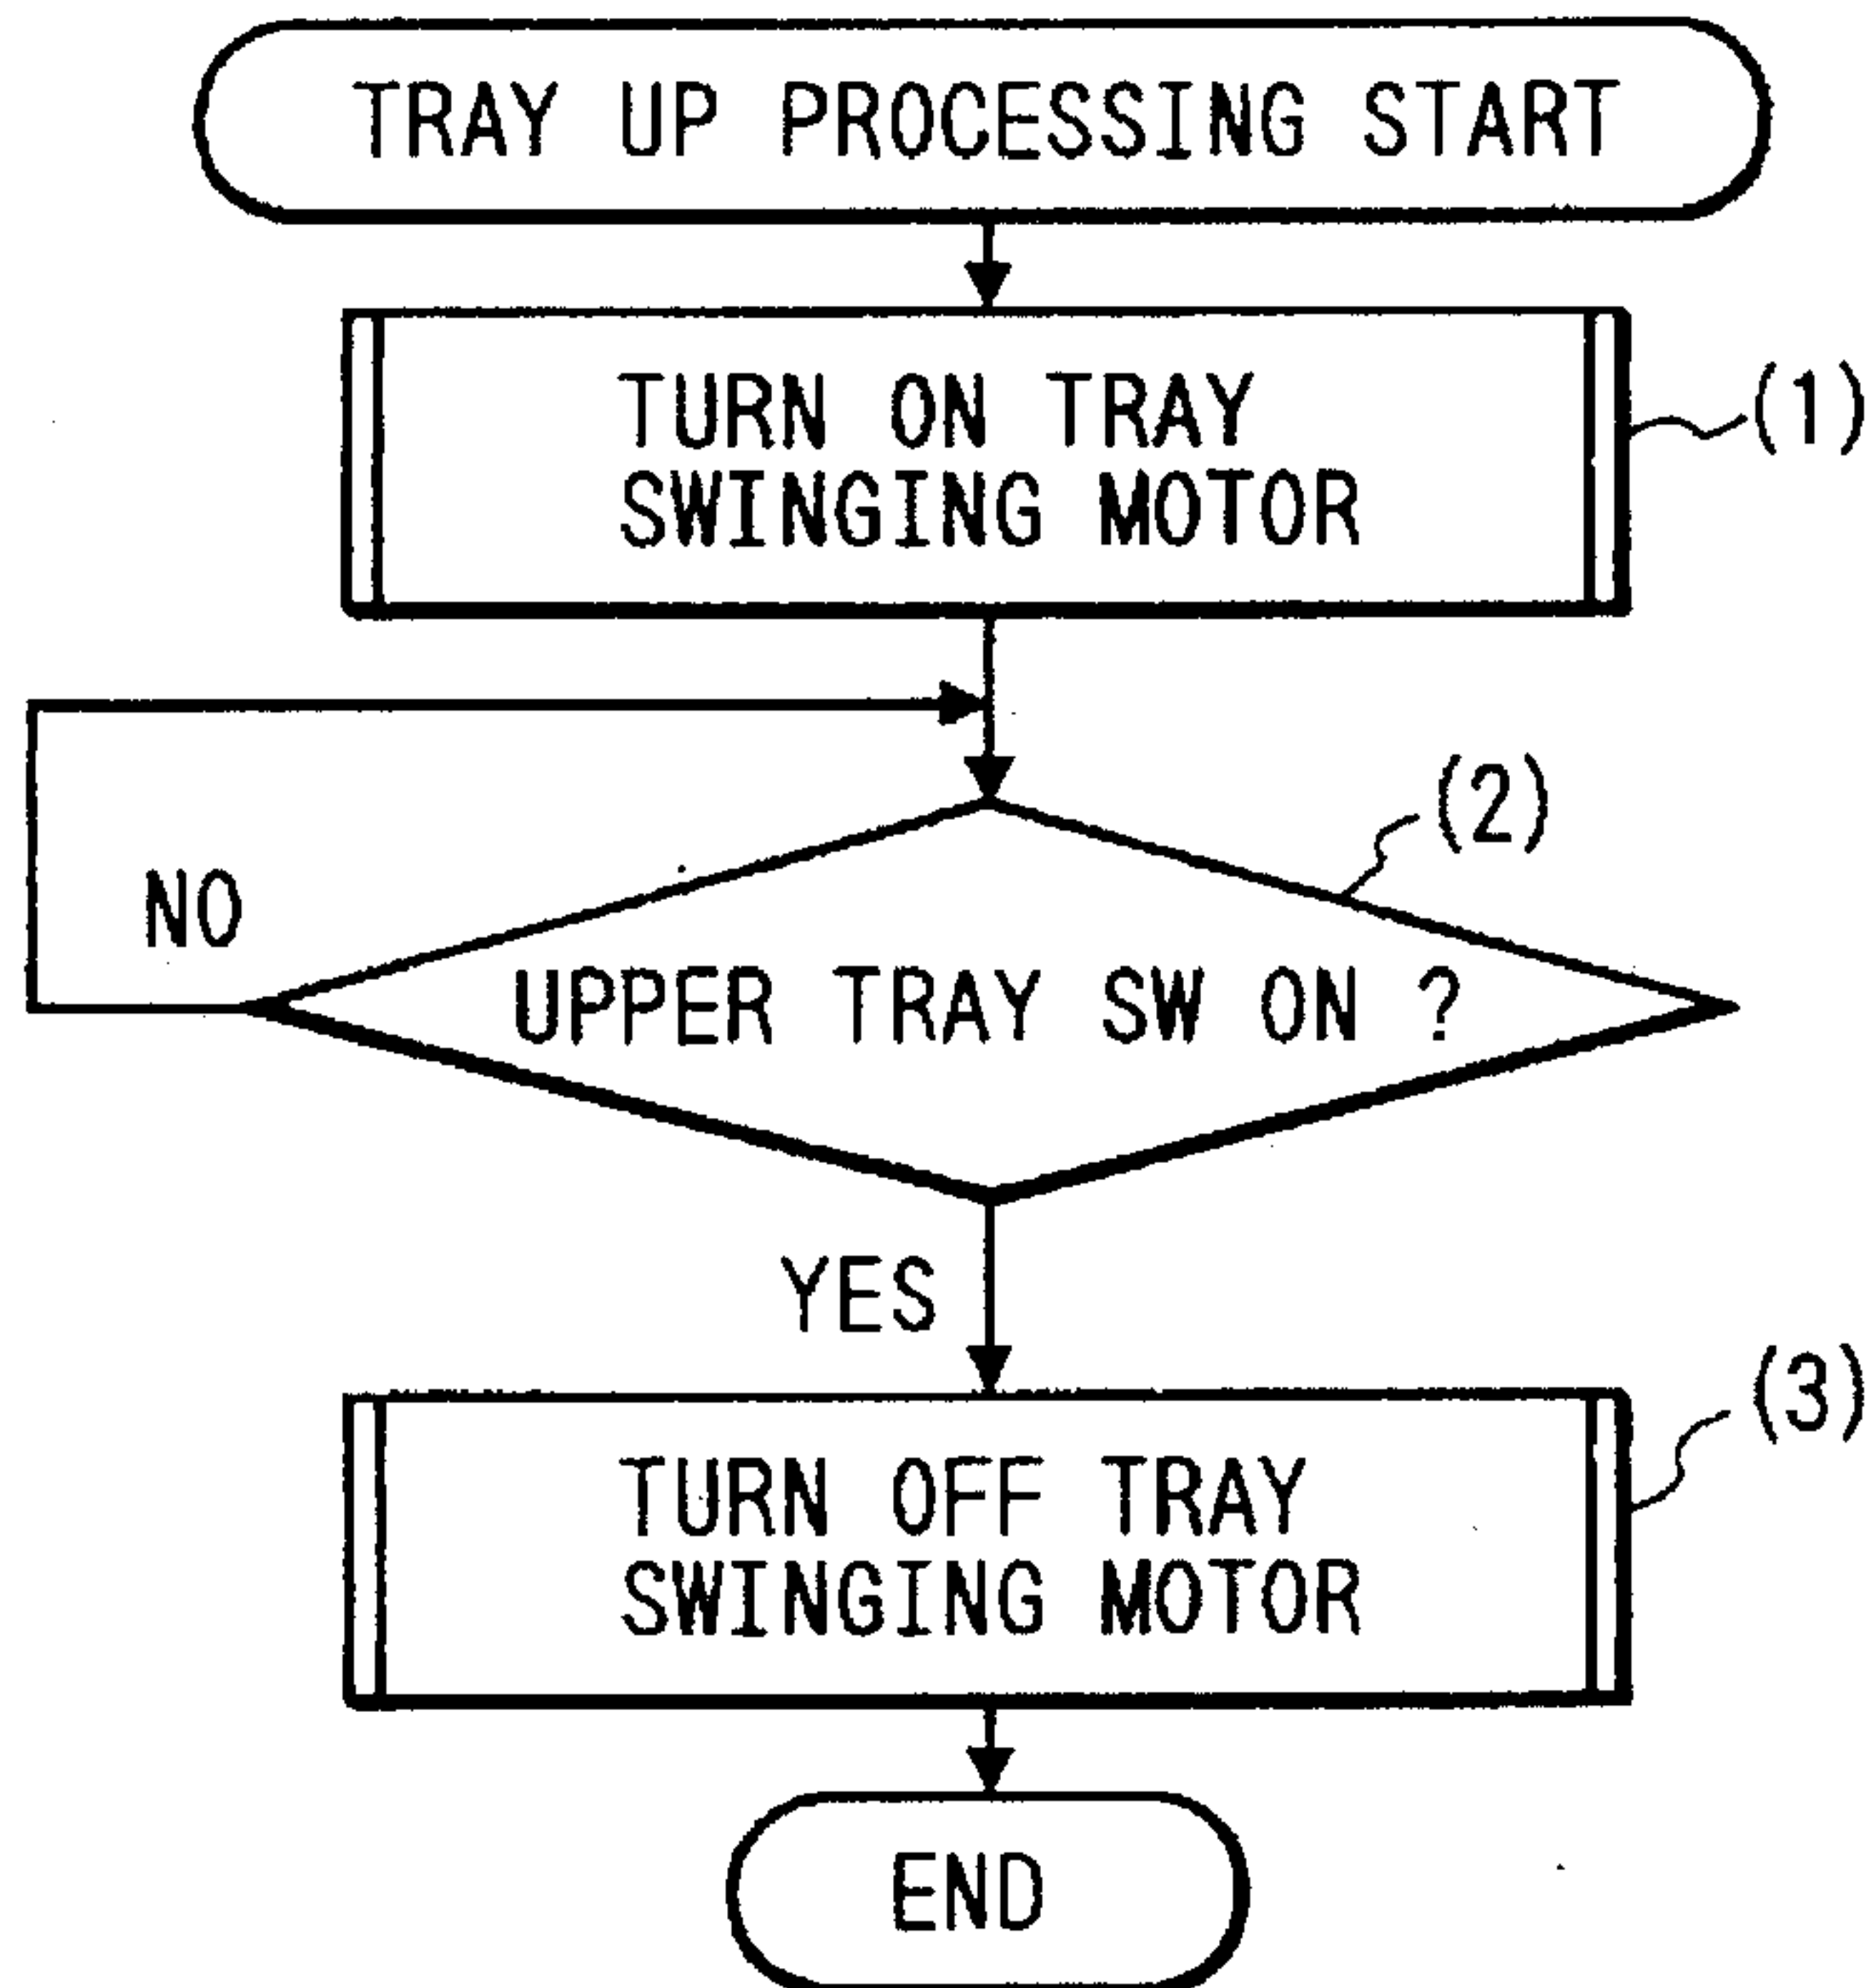 TRAY UP PROCESSING START
TURN ON TRAY
SWINGING MOTOR
(1)
(2)
NO
UPPER TRAY SW ON ?
YES
(3)
TURN OFF TRAY
SWINGING MOTOR
END